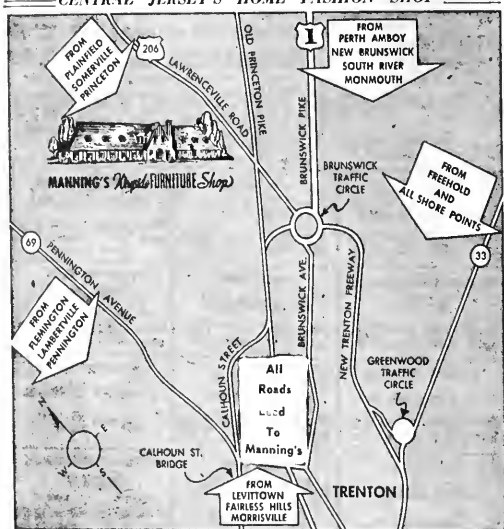 CENTRAL JERSEY'S HOME FASHION SHOP
FROM
PLAINFIELD
SOMERVILLE
PRINCETON
206
LAWRENCEVILLE ROAD
OLD PRINCETON PIKE
1
BRUNSWICK PIKE
FROM
PERTH AMBOY
NEW BRUNSWICK
SOUTH RIVER
MONMOUTH
MANNING'S FURNITURE Shop
BRUNSWICK
TRAFFIC
CIRCLE
FROM
FREEHOLD
AND
ALL SHORE POINTS
33
69
PENNINGTON AVENUE
FROM
FLEMINGTON
LAMBERTVILLE
PENNINGTON
CALHOUN STREET
BRUNSWICK AVE.
NEW TRENTON FREEWAY
GREENWOOD
TRAFFIC
CIRCLE
All
Roads
To
Manning's
N
E
W
S
CALHOUN ST.
BRIDGE
FROM
LEVITTOWN
FAIRLESS HILLS
MORRISVILLE
TRENTON